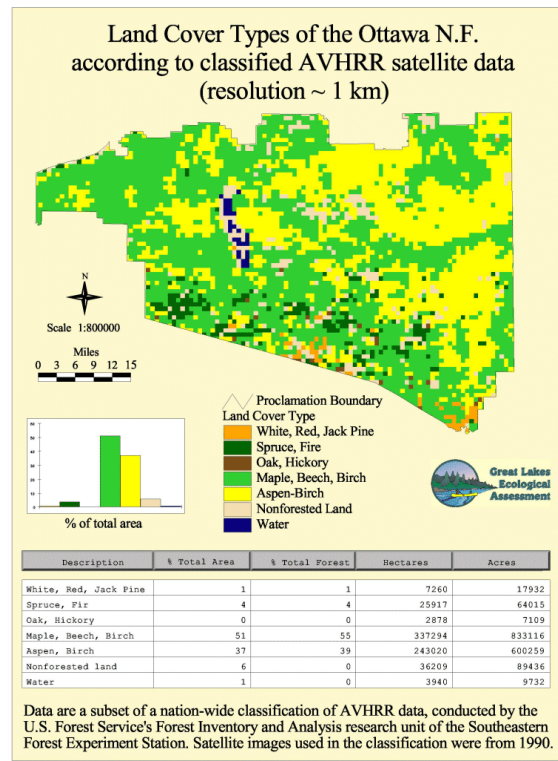 Land Cover Types of the Ottawa N.F.
according to classified AVHRR satellite data
(resolution ~ 1 km)
N
Scale 1:800000
Miles
0 3 6 9 12 15
Proclamation Boundary
Land Cover Type
White, Red, Jack Pine
Spruce, Fire
Oak, Hickory
Maple, Beech, Birch
Aspen-Birch
Nonforested Land
Water
% of total area
Great Lakes
Ecological
Assessment
Description % Total Area % Total Forest Hectares Acres
White, Red, Jack Pine 1 1 7260 17932
Spruce, Fir 4 4 25917 64015
Oak, Hickory 0 0 2878 7109
Maple, Beech, Birch 51 55 337294 833116
Aspen, Birch 37 39 243020 600259
Nonforested land 6 0 36209 89436
Water 1 0 3940 9732
Data are a subset of a nation-wide classification of AVHRR data, conducted by the
U.S. Forest Service's Forest Inventory and Analysis research unit of the Southeastern
Forest Experiment Station. Satellite images used in the classification were from 1990.